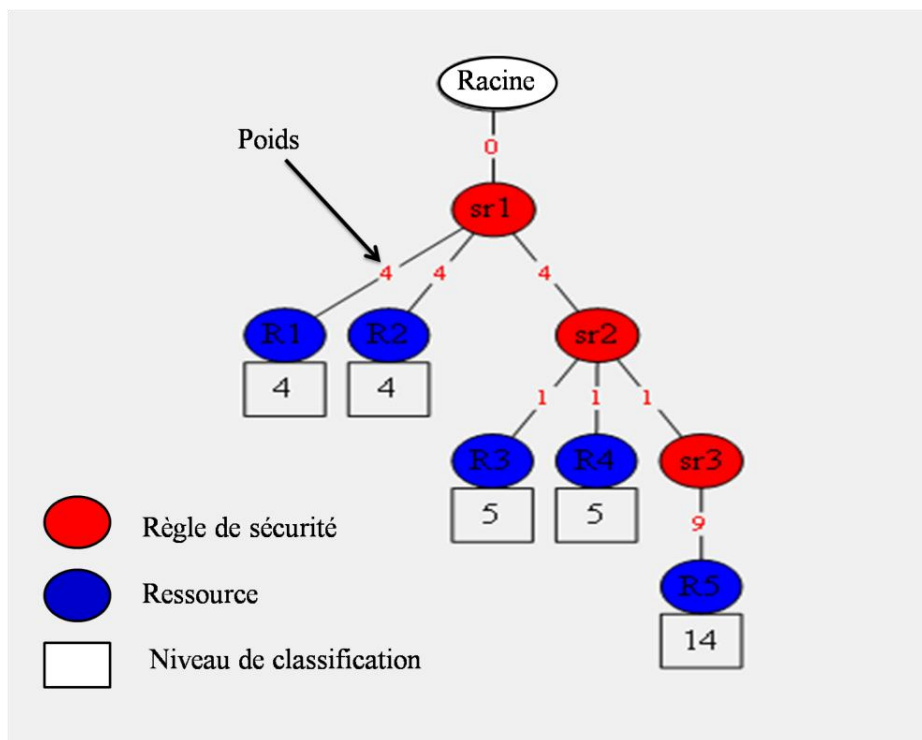 Racine
Poids
0
sr1
4 4 4
R1 R2 sr2
4 4
1 1 1
R3 R4 sr3
5 5
9
Règle de sécurité
R5
Ressource
14
Niveau de classification